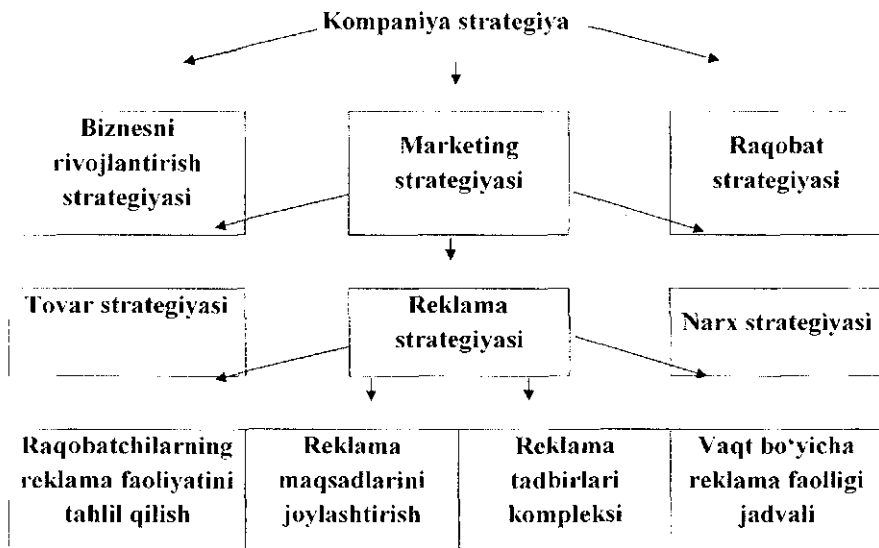 Kompaniya strategiya
Biznesni
rivojlantirish
strategiyasi
Marketing
strategiyasi
Raqobat
strategiyasi
Tovar strategiyasi
Reklama
strategiyasi
Narx strategiyasi
Raqobatchilarning
reklama faoliyatini
tahlil qilish
Reklama
maqsadlarini
joylashtirish
Reklama
tadbirlari
kompleksi
Vaqt bo‘yicha
reklama faolligi
jadvali